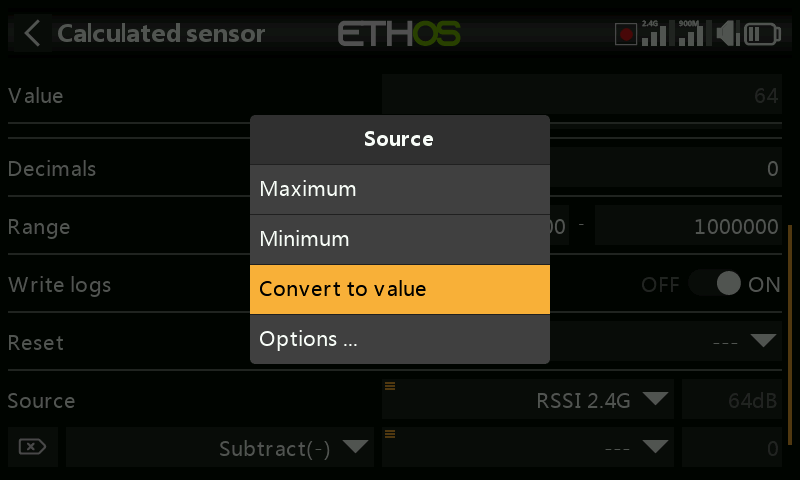 Calculated sensor ETHOS 2.4G 900M
Value 64
Source
Decimals 0
Maximum
Range 00 - 1000000
Minimum
Write logs OFF ON
Convert to value
Reset ---
Options ...
Source RSSI 2.4G 64dB
Subtract(-) --- 0